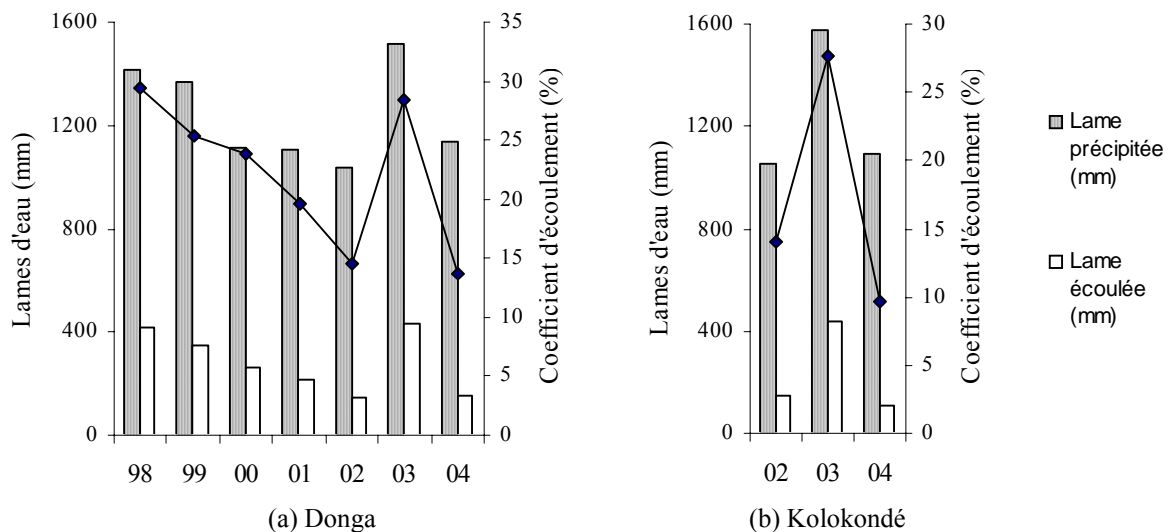 1600
1200
800
400
0
Lames d'eau (mm)
35
30
25
20
15
10
5
0
Coefficient d'écoulement (%)
98 99 00 01 02 03 04
(a) Donga
1600
1200
800
400
0
Lames d'eau (mm)
30
25
20
15
10
5
0
Coefficient d'écoulement (%)
02 03 04
(b) Kolokondé
Lame
précipitée
(mm)
Lame
écoulée
(mm)